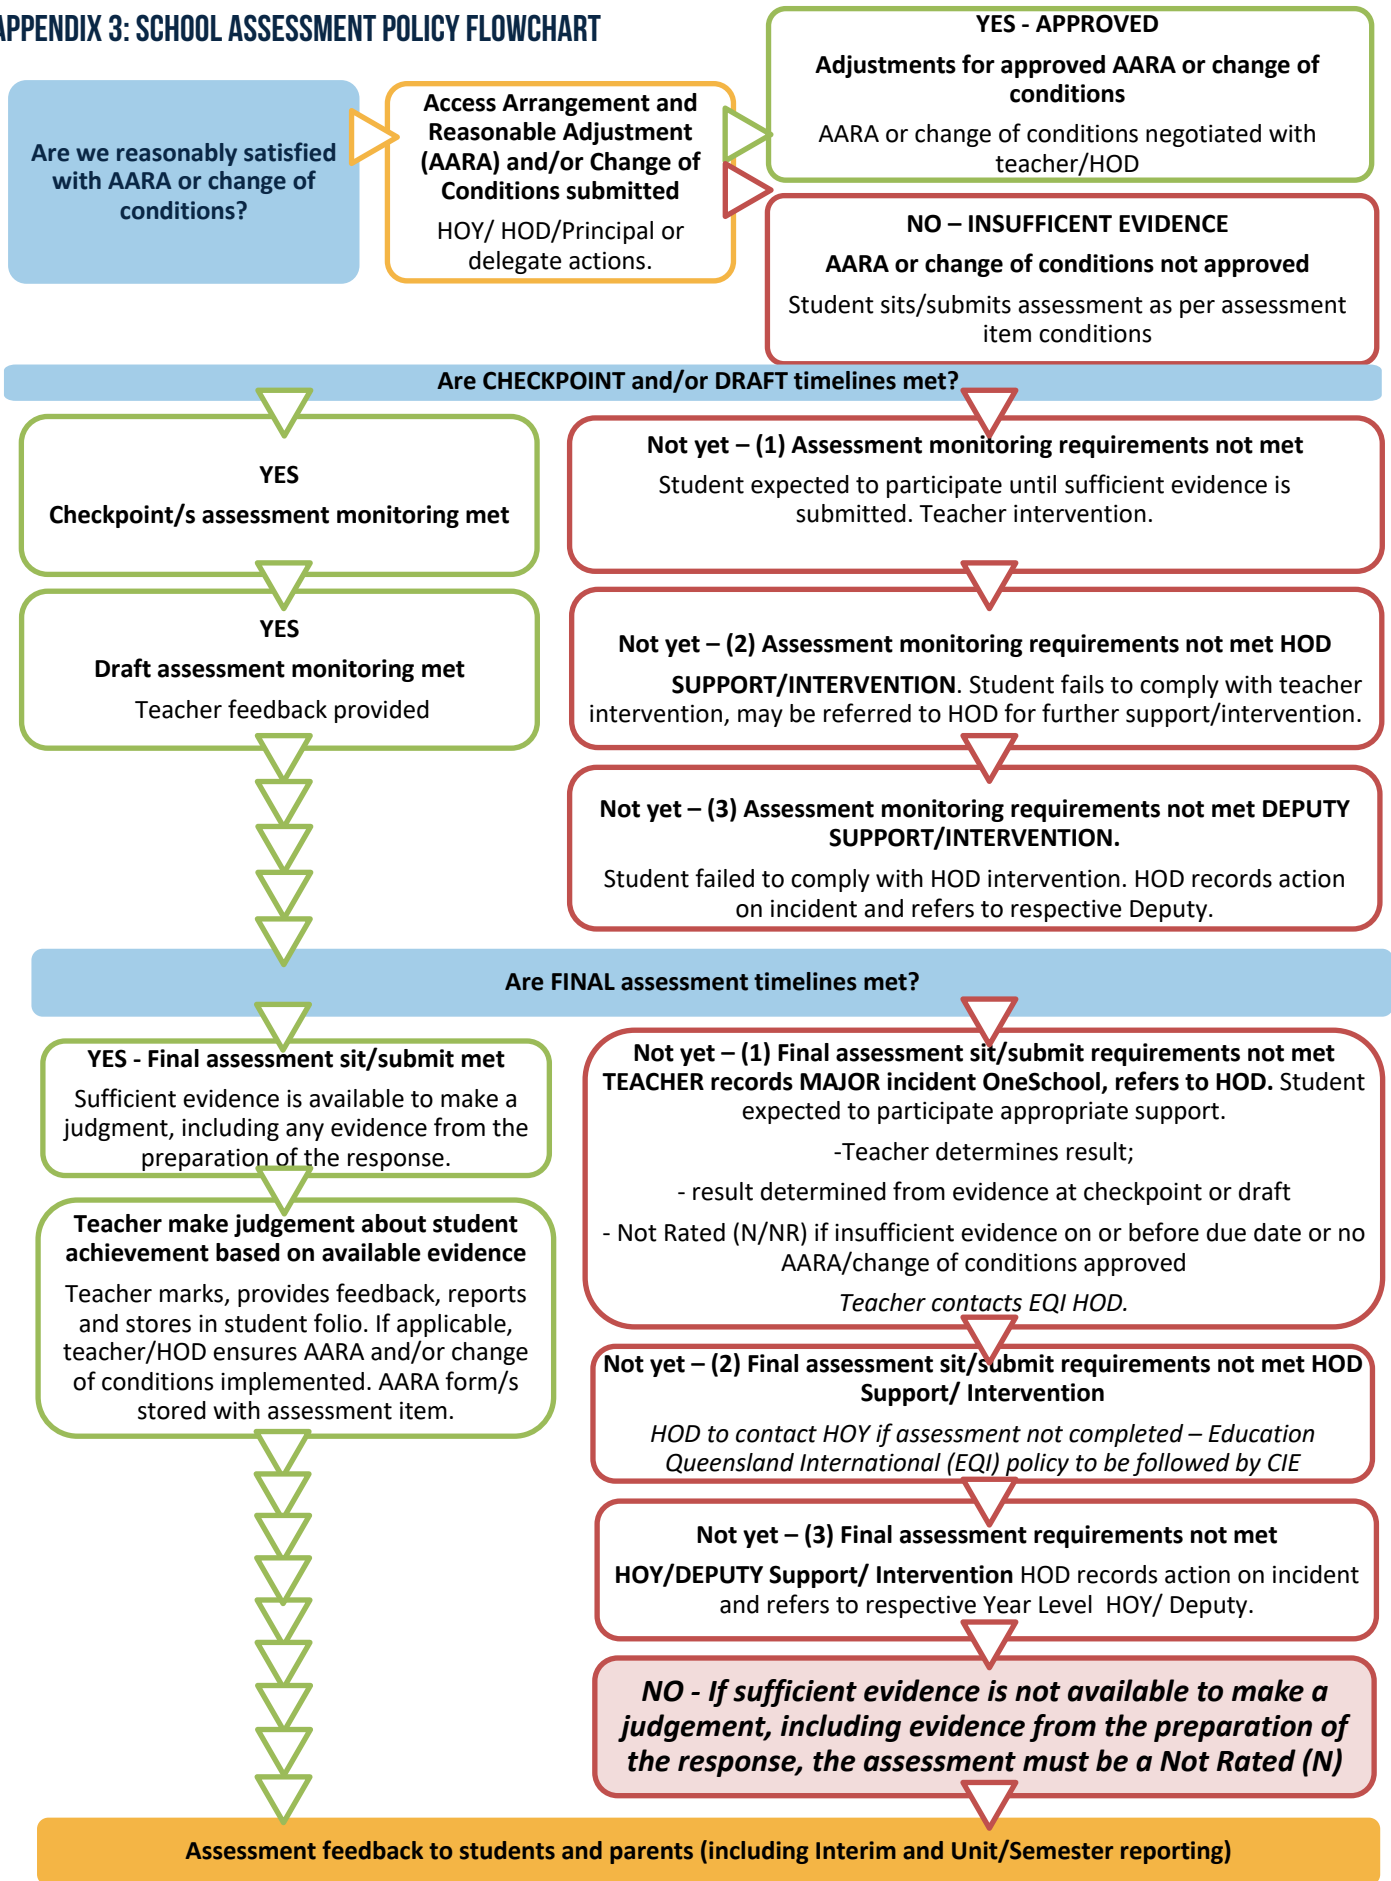 APPENDIX 3: SCHOOL ASSESSMENT POLICY FLOWCHART
Are we reasonably satisfied
with AARA or change of
conditions?
Access Arrangement and
Reasonable Adjustment
(AARA) and/or Change of
Conditions submitted
HOY/ HOD/Principal or
delegate actions.
YES - APPROVED
Adjustments for approved AARA or change of
conditions
AARA or change of conditions negotiated with
teacher/HOD
NO – INSUFFICENT EVIDENCE
AARA or change of conditions not approved
Student sits/submits assessment as per assessment
item conditions
Are CHECKPOINT and/or DRAFT timelines met?
YES
Checkpoint/s assessment monitoring met
YES
Draft assessment monitoring met
Teacher feedback provided
Not yet – (1) Assessment monitoring requirements not met
Student expected to participate until sufficient evidence is
submitted. Teacher intervention.
Not yet – (2) Assessment monitoring requirements not met HOD
SUPPORT/INTERVENTION. Student fails to comply with teacher
intervention, may be referred to HOD for further support/intervention.
Not yet – (3) Assessment monitoring requirements not met DEPUTY
SUPPORT/INTERVENTION.
Student failed to comply with HOD intervention. HOD records action
on incident and refers to respective Deputy.
Are FINAL assessment timelines met?
YES - Final assessment sit/submit met
Sufficient evidence is available to make a
judgment, including any evidence from the
preparation of the response.
Teacher make judgement about student
achievement based on available evidence
Teacher marks, provides feedback, reports
and stores in student folio. If applicable,
teacher/HOD ensures AARA and/or change
of conditions implemented. AARA form/s
stored with assessment item.
Not yet – (1) Final assessment sit/submit requirements not met
TEACHER records MAJOR incident OneSchool, refers to HOD. Student
expected to participate appropriate support.
-Teacher determines result;
- result determined from evidence at checkpoint or draft
- Not Rated (N/NR) if insufficient evidence on or before due date or no
AARA/change of conditions approved
Teacher contacts EQI HOD.
Not yet – (2) Final assessment sit/submit requirements not met HOD
Support/ Intervention
HOD to contact HOY if assessment not completed – Education
Queensland International (EQI) policy to be followed by CIE
Not yet – (3) Final assessment requirements not met
HOY/DEPUTY Support/ Intervention HOD records action on incident
and refers to respective Year Level HOY/ Deputy.
NO - If sufficient evidence is not available to make a
judgement, including evidence from the preparation of
the response, the assessment must be a Not Rated (N)
Assessment feedback to students and parents (including Interim and Unit/Semester reporting)